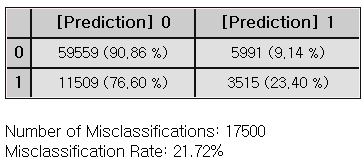 [Prediction] 0 [Prediction] 1
0 59559 (90,86 %) 5991 (9,14 %)
1 11509 (76,60 %) 3515 (23,40 %)
Number of Misclassifications: 17500
Misclassification Rate: 21.72%